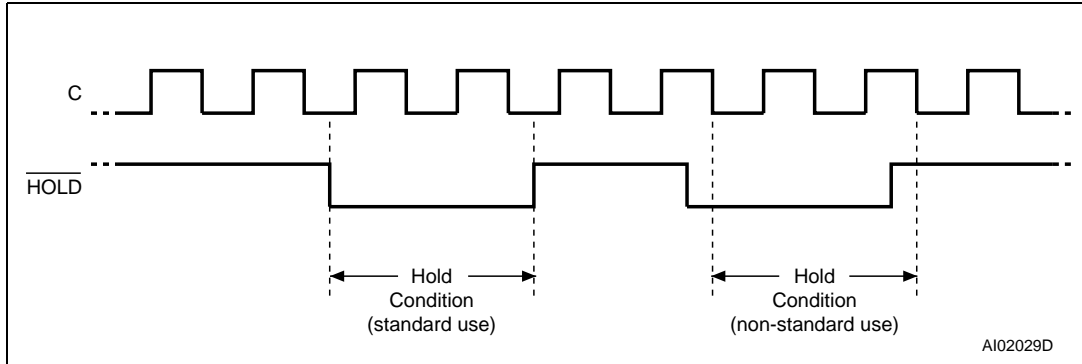 C
HOLD
Hold
Condition
(standard use)
Hold
Condition
(non-standard use)
AI02029D